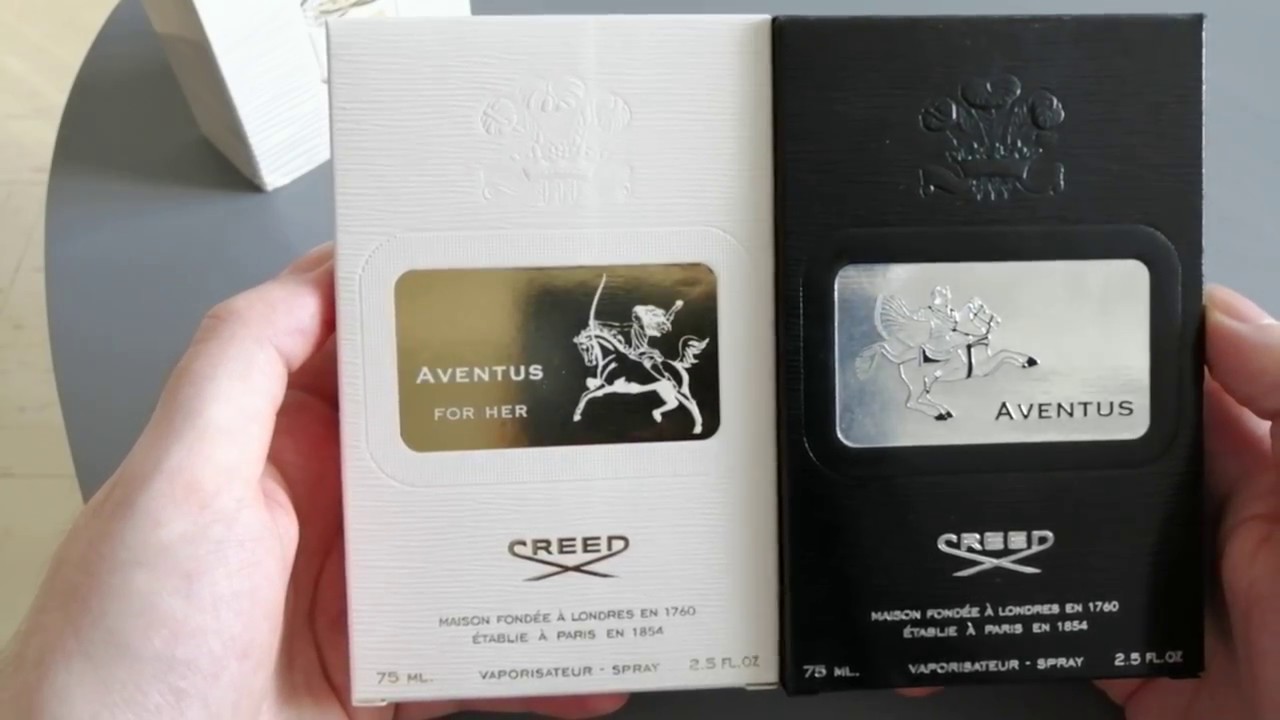 AVENTUS
FOR HER
CREED
MAISON FONDÉE À LONDRES EN 1760
ÉTABLIE À PARIS EN 1854
75 ML. VAPORISATEUR - SPRAY 2.5 FL.OZ
AVENTUS
CREED
MAISON FONDÉE À LONDRES EN 1760
ÉTABLIE À PARIS EN 1854
75 ML. VAPORISATEUR - SPRAY 2.5 FL.OZ